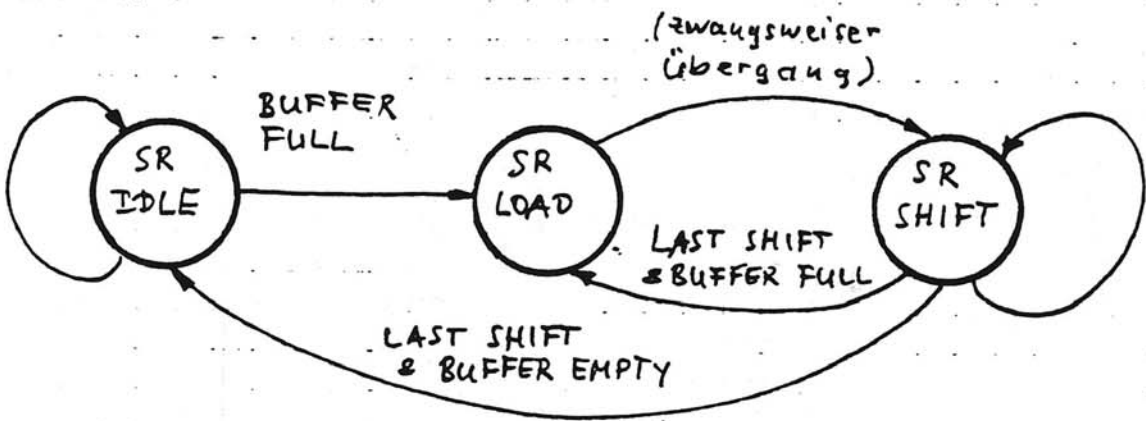 (zwangsweiser
Übergang)
BUFFER
FULL
SR
IDLE
SR
LOAD
SR
SHIFT
LAST SHIFT
& BUFFER FULL
LAST SHIFT
& BUFFER EMPTY